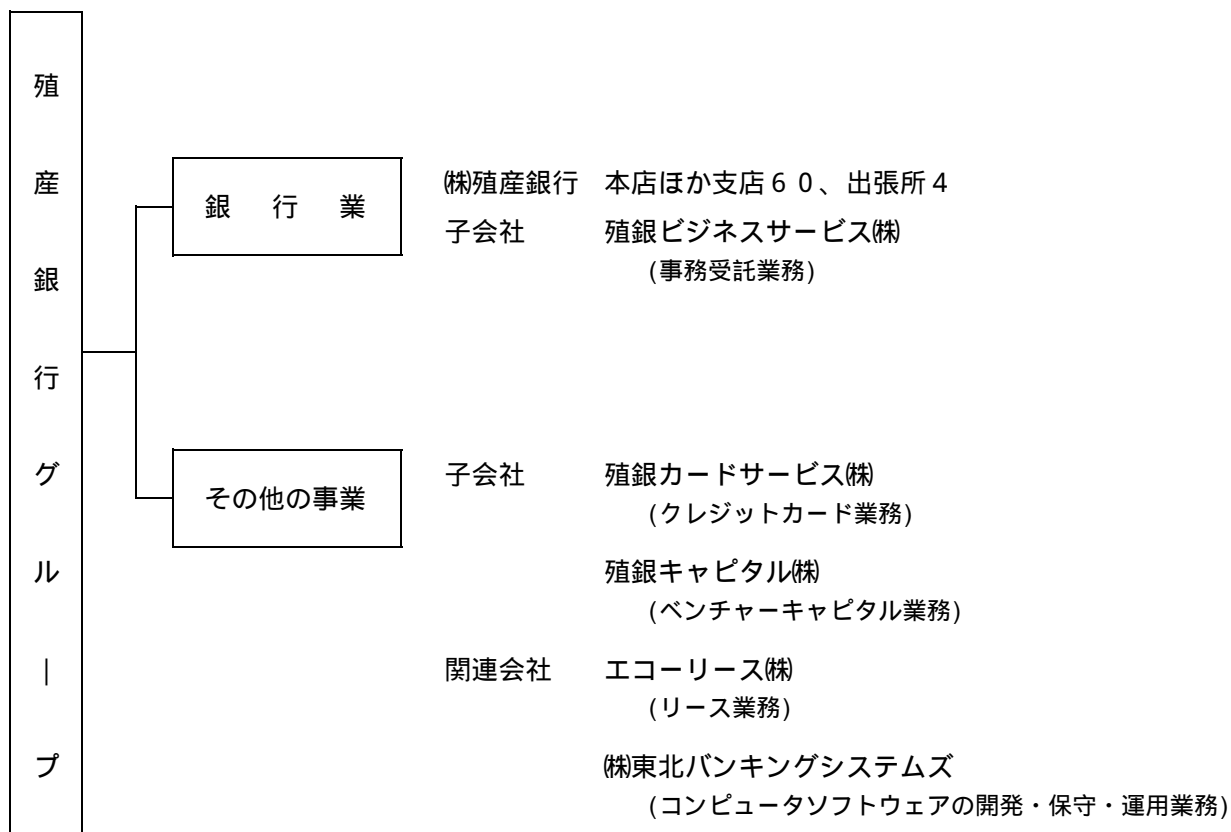 殖産銀行グループ
銀行業
㈱殖産銀行 本店ほか支店60、出張所4
子会社 殖銀ビジネスサービス㈱
(事務受託業務)
その他の事業
子会社 殖銀カードサービス㈱
(クレジットカード業務)
殖銀キャピタル㈱
(ベンチャーキャピタル業務)
関連会社 エコーリース㈱
(リース業務)
㈱東北バンキングシステムズ
(コンピュータソフトウェアの開発・保守・運用業務)